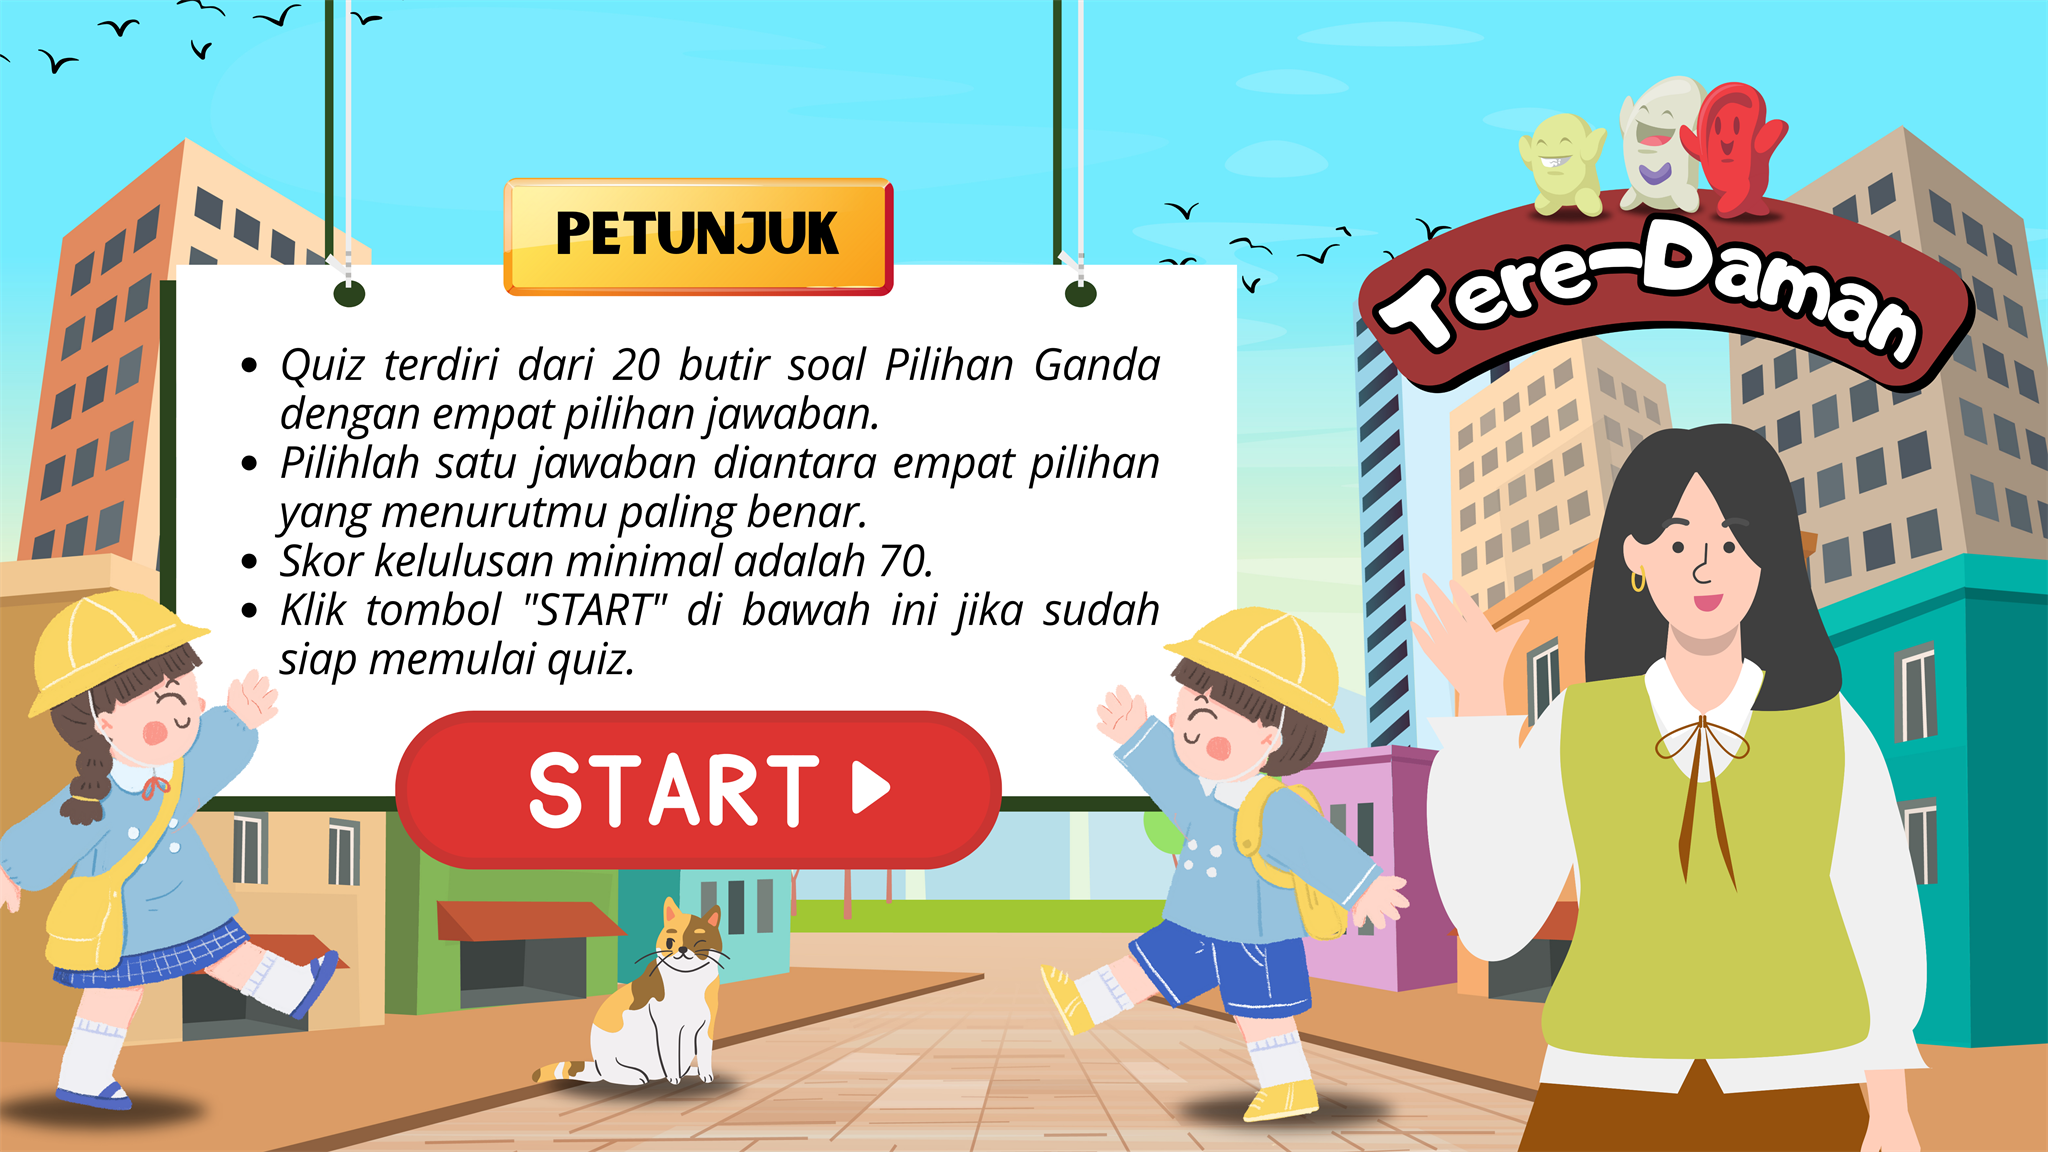 PETUNJUK
Tere-Daman
• Quiz terdiri dari 20 butir soal Pilihan Ganda
dengan empat pilihan jawaban.
• Pilihlah satu jawaban diantara empat pilihan
yang menurutmu paling benar.
• Skor kelulusan minimal adalah 70.
• Klik tombol "START" di bawah ini jika sudah
siap memulai quiz.
START